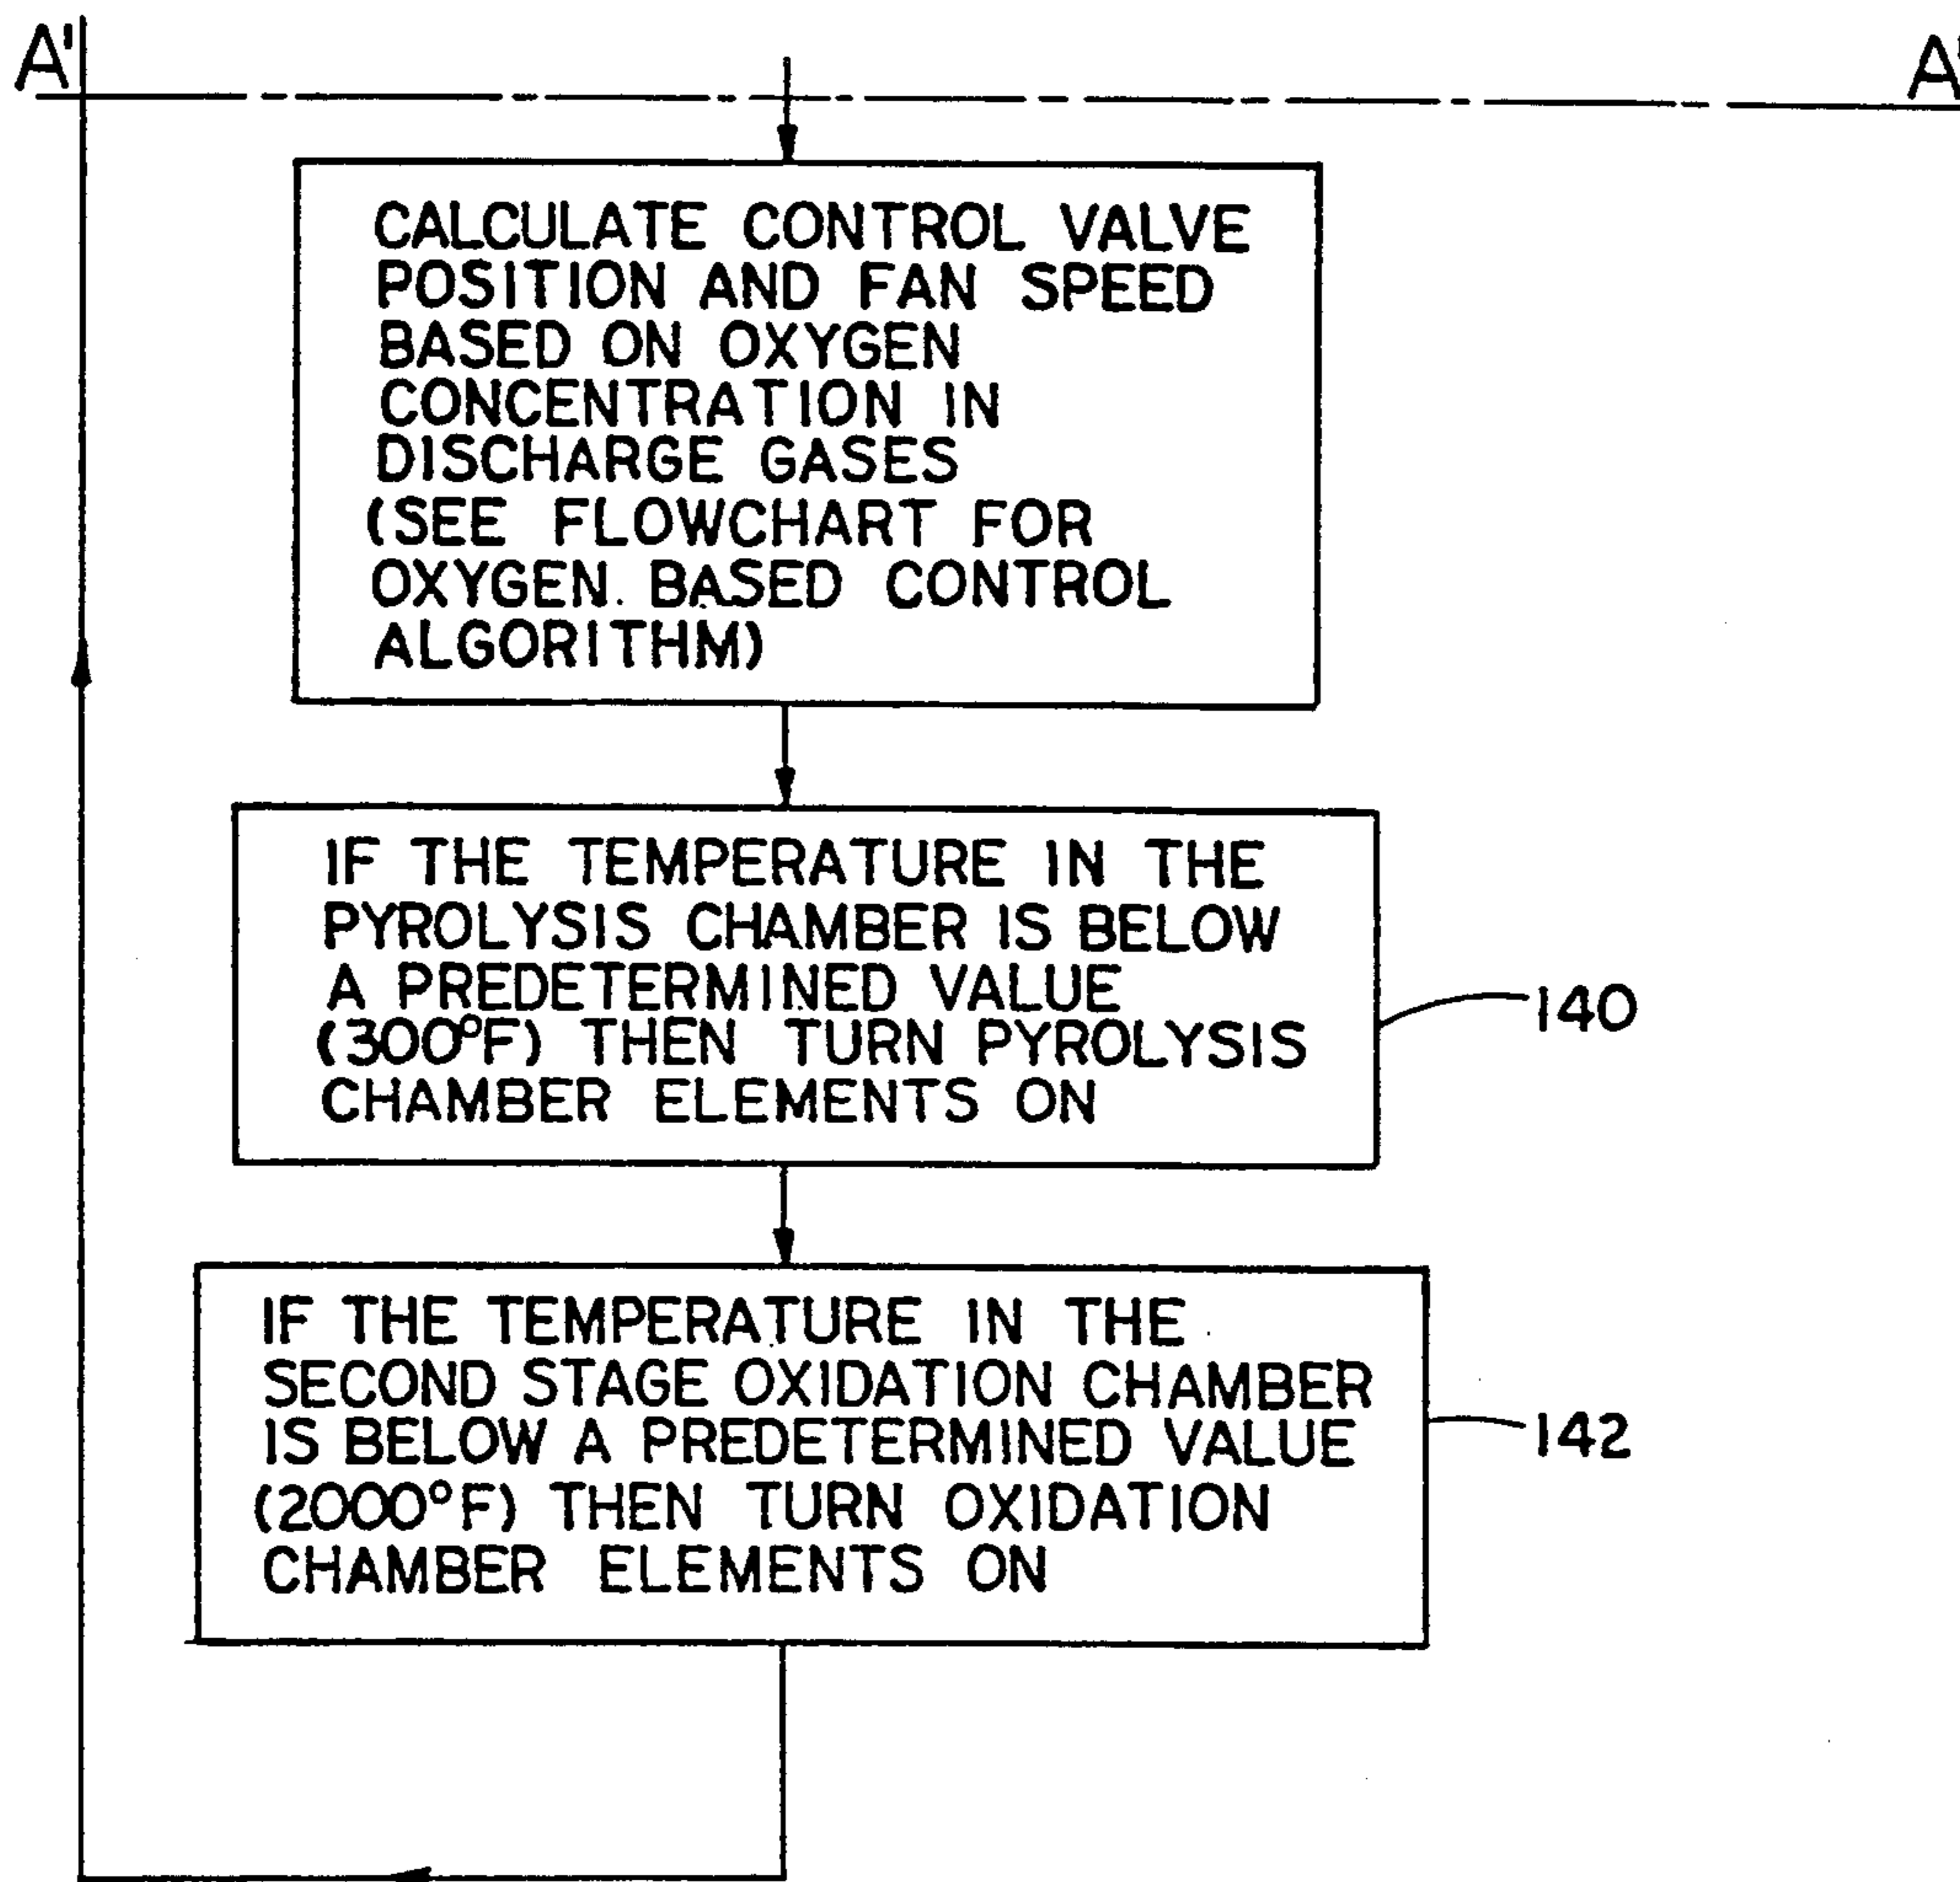 A' A'
CALCULATE CONTROL VALVE
POSITION AND FAN SPEED
BASED ON OXYGEN
CONCENTRATION IN
DISCHARGE GASES
(SEE FLOWCHART FOR
OXYGEN. BASED CONTROL
ALGORITHM)
IF THE TEMPERATURE IN THE
PYROLYSIS CHAMBER IS BELOW
A PREDETERMINED VALUE
(300°F) THEN TURN PYROLYSIS
CHAMBER ELEMENTS ON
140
IF THE TEMPERATURE IN THE
SECOND STAGE OXIDATION CHAMBER
IS BELOW A PREDETERMINED VALUE
(2000°F) THEN TURN OXIDATION
CHAMBER ELEMENTS ON
142